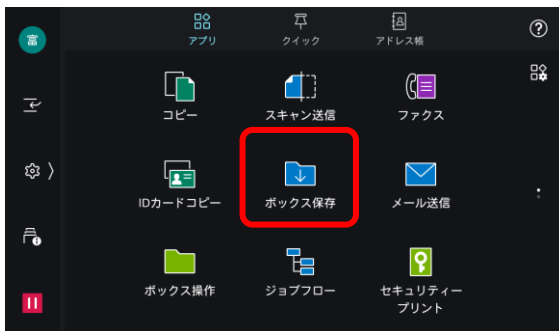 富
アプリ
クイック
アドレス帳
コピー
スキャン送信
ファクス
IDカードコピー
ボックス保存
メール送信
ボックス操作
ジョブフロー
セキュリティー
プリント